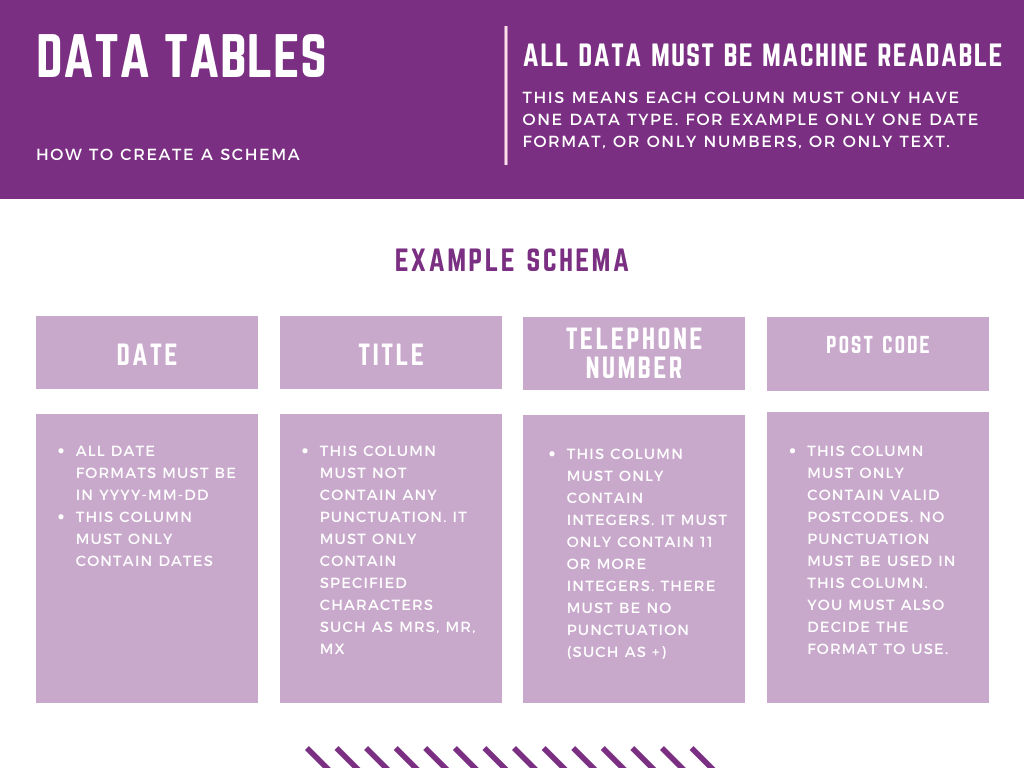 DATA TABLES
HOW TO CREATE A SCHEMA
ALL DATA MUST BE MACHINE READABLE
THIS MEANS EACH COLUMN MUST ONLY HAVE
ONE DATA TYPE. FOR EXAMPLE ONLY ONE DATE
FORMAT, OR ONLY NUMBERS, OR ONLY TEXT.
EXAMPLE SCHEMA
DATE
• ALL DATE
FORMATS MUST BE
IN YYYY-MM-DD
• THIS COLUMN
MUST ONLY
CONTAIN DATES
TITLE
• THIS COLUMN
MUST NOT
CONTAIN ANY
PUNCTUATION. IT
MUST ONLY
CONTAIN
SPECIFIED
CHARACTERS
SUCH AS MRS, MR,
MX
TELEPHONE
NUMBER
• THIS COLUMN
MUST ONLY
CONTAIN
INTEGERS. IT MUST
ONLY CONTAIN 11
OR MORE
INTEGERS. THERE
MUST BE NO
PUNCTUATION
(SUCH AS +)
POST CODE
• THIS COLUMN
MUST ONLY
CONTAIN VALID
POSTCODES. NO
PUNCTUATION
MUST BE USED IN
THIS COLUMN.
YOU MUST ALSO
DECIDE THE
FORMAT TO USE.